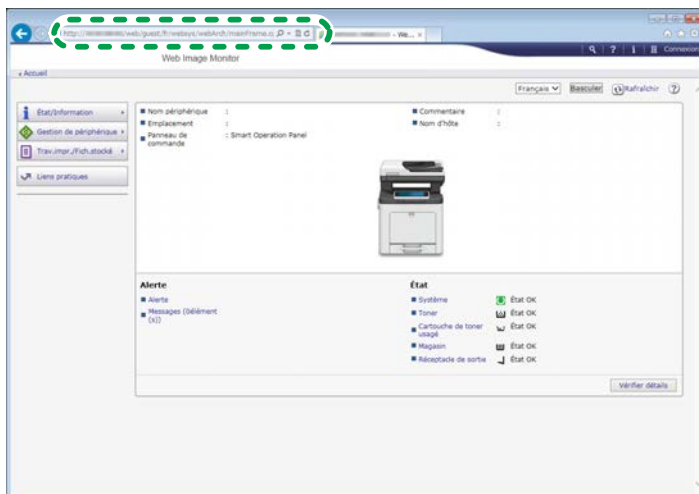 http:// /web/guest/fr/websys/webArch/mainFrame.c
- We...
Web Image Monitor
Connexion
Accueil
Français Basculer Rafraîchir
État/Information
Gestion de périphérique
Trav.impr./Fich.stocké
Liens pratiques
Nom périphérique :
Emplacement :
Panneau de commande : Smart Operation Panel
Commentaire :
Nom d'hôte :
Alerte
Alerte
Messages (0élément
(s))
État
Système État OK
Toner État OK
Cartouche de toner usagé État OK
Magasin État OK
Réceptacle de sortie État OK
Vérifier détails